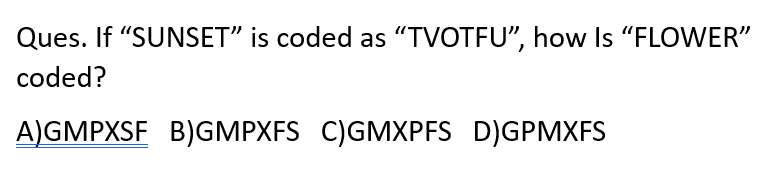 Ques. If “SUNSET” is coded as “TVOTFU”, how Is “FLOWER”
coded?
A)GMPXSF B)GMPXFS C)GMXPFS D)GPMXFS